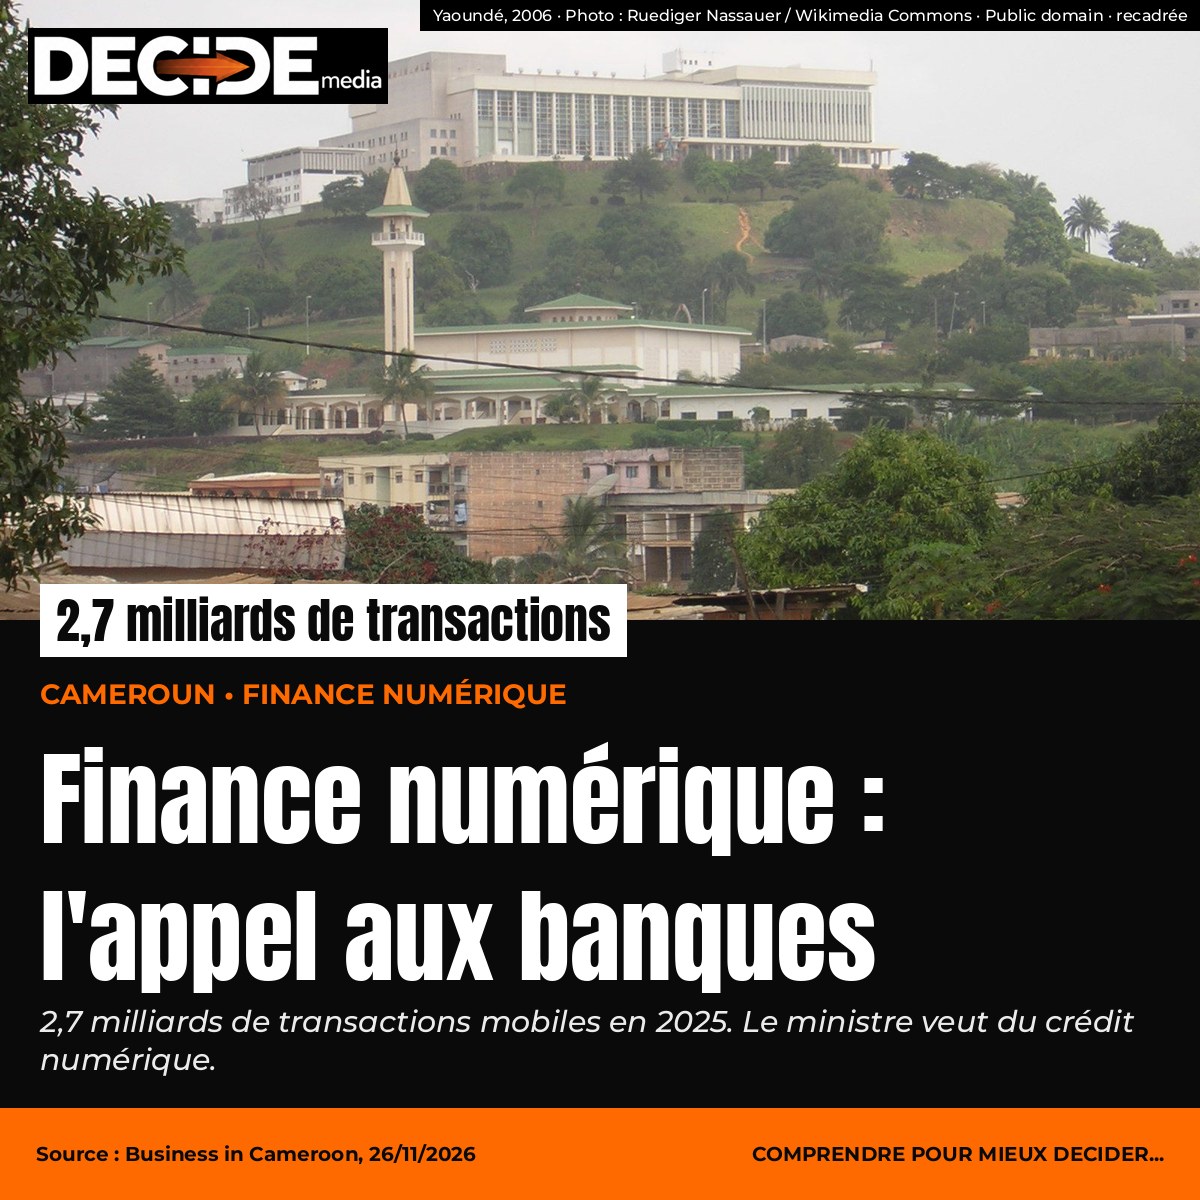 Yaoundé, 2006 · Photo : Ruediger Nassauer / Wikimedia Commons · Public domain · recadrée
DECIDE media
2,7 milliards de transactions
CAMEROUN • FINANCE NUMÉRIQUE
Finance numérique :
l'appel aux banques
2,7 milliards de transactions mobiles en 2025. Le ministre veut du crédit
numérique.
Source : Business in Cameroon, 26/11/2026
COMPRENDRE POUR MIEUX DECIDER...